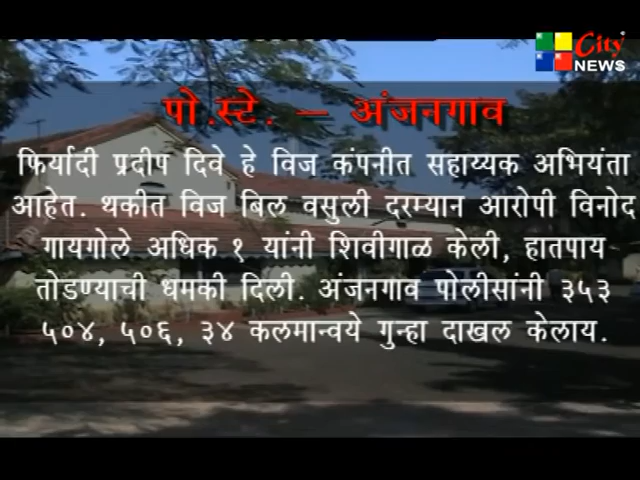 City
NEWS
पो.स्टे. – अंजनगाव
फिर्यादी प्रदीप दिवे हे विज कंपनीत सहाय्यक अभियंता
आहेत. थकीत विज बिल वसुली दरम्यान आरोपी विनोद
गायगोले अधिक १ यांनी शिवीगाळ केली, हातपाय
तोडण्याची धमकी दिली. अंजनगाव पोलीसांनी ३५३
५०४, ५०६, ३४ कलमान्वये गुन्हा दाखल केलाय.